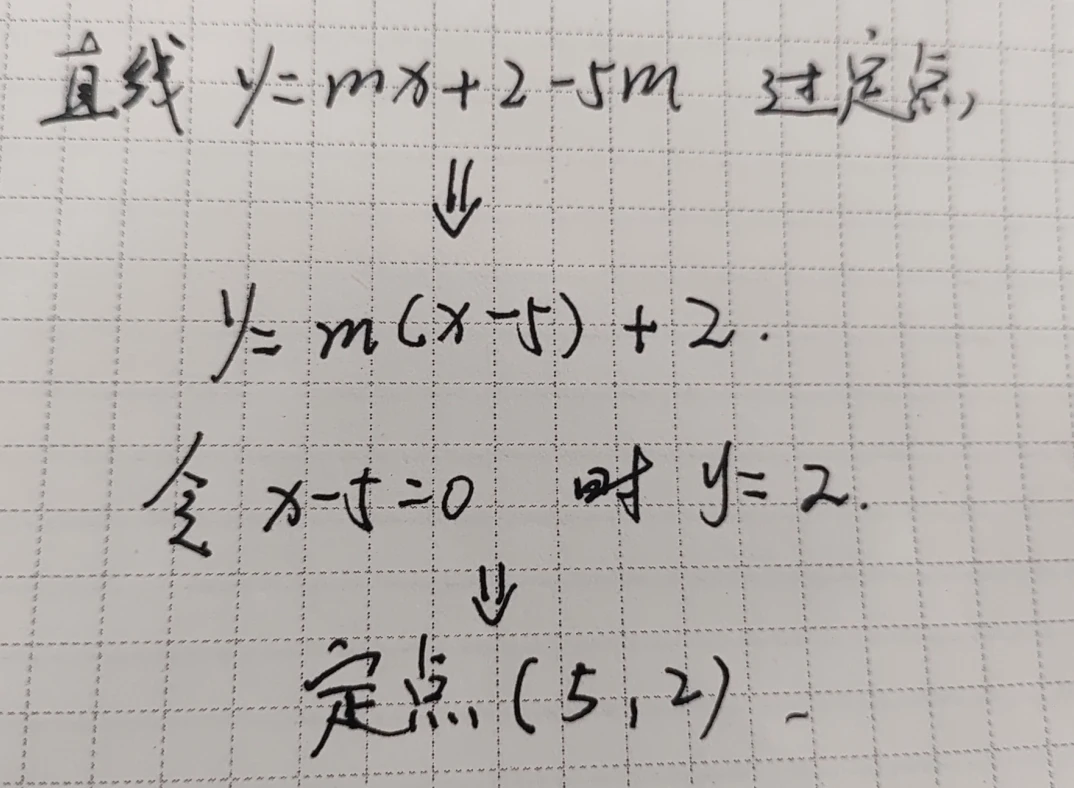 直线 y=mx+2-5m 过定点,
⇓
y=m(x-5)+2.
令 x-5=0 时 y=2.
⇓
定点(5,2)